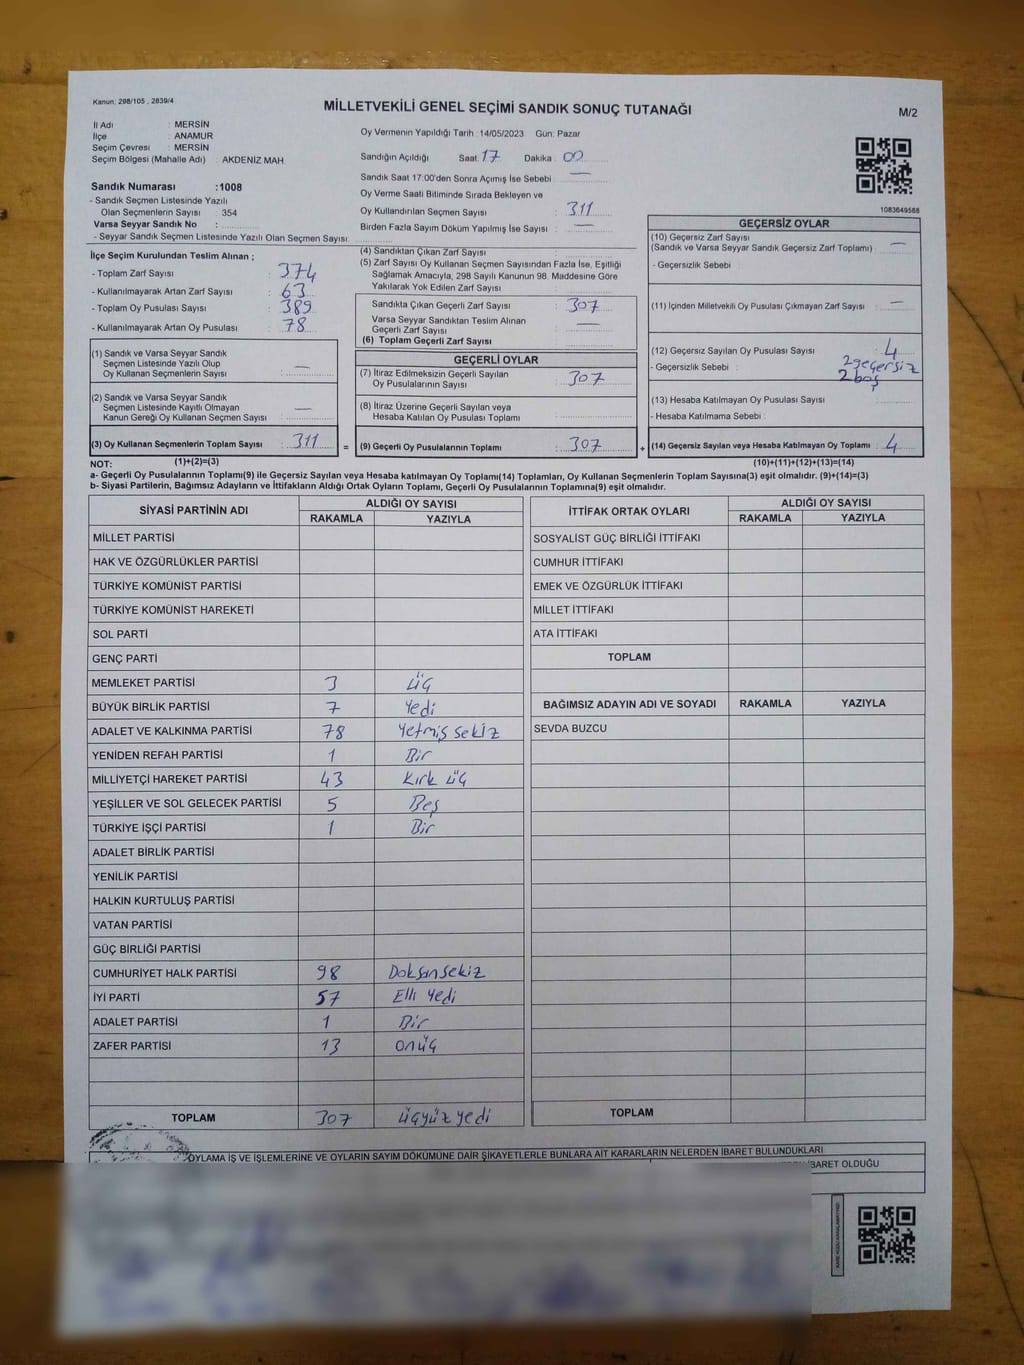 Kanun: 298/105 , 2839/4
MİLLETVEKİLİ GENEL SEÇİMİ SANDIK SONUÇ TUTANAĞI
M/2
İl Adı : MERSİN
İlçe : ANAMUR
Seçim Çevresi : MERSİN
Seçim Bölgesi (Mahalle Adı) : AKDENİZ MAH.
Sandık Numarası :1008
- Sandık Seçmen Listesinde Yazılı
Olan Seçmenlerin Sayısı : 354
Varsa Seyyar Sandık No :
- Seyyar Sandık Seçmen Listesinde Yazılı Olan Seçmen Sayısı:
Oy Vermenin Yapıldığı Tarih : 14/05/2023 Gün: Pazar
Sandığın Açıldığı Saat: 17 Dakika : 00
Sandık Saat 17:00'den Sonra Açımış İse Sebebi : —
Oy Verme Saati Bitiminde Sırada Bekleyen ve
Oy Kullandırılan Seçmen Sayısı : 311
Birden Fazla Sayım Döküm Yapılmış İse Sayısı : —
1083649588
İlçe Seçim Kurulundan Teslim Alınan ;
- Toplam Zarf Sayısı : 374
- Kullanılmayarak Artan Zarf Sayısı : 63
- Toplam Oy Pusulası : 389
- Kullanılmayarak Artan Oy Pusulası : 78
(1) Sandık ve Varsa Seyyar Sandık
Seçmen Listesinde Yazılı Olup
Oy Kullanan Seçmenlerin Sayısı : —
(2) Sandık ve Varsa Seyyar Sandık
Seçmen Listesinde Kayıtlı Olmayan
Kanun Gereği Oy Kullanan Seçmen Sayısı : —
(3) Oy Kullanan Seçmenlerin Toplam Sayısı : 311 =
(1)+(2)=(3)
(4) Sandıktan Çıkan Zarf Sayısı :
(5) Zarf Sayısı Oy Kullanan Seçmen Sayısından Fazla İse, Eşitliği
Sağlamak Amacıyla, 298 Sayılı Kanunun 98. Maddesine Göre
Yakılarak Yok Edilen Zarf Sayısı :
Sandıkta Çıkan Geçerli Zarf Sayısı : 307
Varsa Seyyar Sandıktan Teslim Alınan
Geçerli Zarf Sayısı : —
(6) Toplam Geçerli Zarf Sayısı :
GEÇERLİ OYLAR
(7) İtiraz Edilmeksizin Geçerli Sayılan
Oy Pusulalarının Sayısı : 307
(8) İtiraz Üzerine Geçerli Sayılan veya
Hesaba Katılan Oy Pusulası Toplamı :
(9) Geçerli Oy Pusulalarının Toplamı : 307 +
GEÇERSİZ OYLAR
(10) Geçersiz Zarf Sayısı
(Sandık ve Varsa Seyyar Sandık Geçersiz Zarf Toplamı) : —
- Geçersizlik Sebebi :
(11) İçinden Milletvekili Oy Pusulası Çıkmayan Zarf Sayısı : —
(12) Geçersiz Sayılan Oy Pusulası Sayısı : 4
- Geçersizlik Sebebi : 2 geçersiz
2 boş
(13) Hesaba Katılmayan Oy Pusulası Sayısı :
- Hesaba Katılmama Sebebi :
(14) Geçersiz Sayılan veya Hesaba Katılmayan Oy Toplamı : 4
(10)+(11)+(12)+(13)=(14)
NOT:
a- Geçerli Oy Pusulalarının Toplamı(9) ile Geçersiz Sayılan veya Hesaba katılmayan Oy Toplamı(14) Toplamları, Oy Kullanan Seçmenlerin Toplam Sayısına(3) eşit olmalıdır. (9)+(14)=(3)
b- Siyasi Partilerin, Bağımsız Adayların ve İttifakların Aldığı Ortak Oyların Toplamı, Geçerli Oy Pusulalarının Toplamına(9) eşit olmalıdır.
SİYASİ PARTİNİN ADI ALDIĞI OY SAYISI
RAKAMLA YAZIYLA
MİLLET PARTİSİ
HAK VE ÖZGÜRLÜKLER PARTİSİ
TÜRKİYE KOMÜNİST PARTİSİ
TÜRKİYE KOMÜNİST HAREKETİ
SOL PARTİ
GENÇ PARTİ
MEMLEKET PARTİSİ 3 üç
BÜYÜK BİRLİK PARTİSİ 7 Yedi
ADALET VE KALKINMA PARTİSİ 78 Yetmiş sekiz
YENİDEN REFAH PARTİSİ 1 Bir
MİLLİYETÇİ HAREKET PARTİSİ 43 Kırk üç
YEŞİLLER VE SOL GELECEK PARTİSİ 5 Beş
TÜRKİYE İŞÇİ PARTİSİ 1 Bir
ADALET BİRLİK PARTİSİ
YENİLİK PARTİSİ
HALKIN KURTULUŞ PARTİSİ
VATAN PARTİSİ
GÜÇ BİRLİĞİ PARTİSİ
CUMHURİYET HALK PARTİSİ 98 Doksansekiz
İYİ PARTİ 57 Elli yedi
ADALET PARTİSİ 1 Bir
ZAFER PARTİSİ 13 onüç
TOPLAM 307 üçyüz yedi
İTTİFAK ORTAK OYLARI ALDIĞI OY SAYISI
RAKAMLA YAZIYLA
SOSYALİST GÜÇ BİRLİĞİ İTTİFAKI
CUMHUR İTTİFAKI
EMEK VE ÖZGÜRLÜK İTTİFAKI
MİLLET İTTİFAKI
ATA İTTİFAKI
TOPLAM
BAĞIMSIZ ADAYIN ADI VE SOYADI RAKAMLA YAZIYLA
SEVDA BUZCU
TOPLAM
OYLAMA İŞ VE İŞLEMLERİNE VE OYLARIN SAYIM DÖKÜMÜNE DAİR ŞİKAYETLERLE BUNLARA AİT KARARLARIN NELERDEN İBARET BULUNDUKLARI
İBARET OLDUĞU